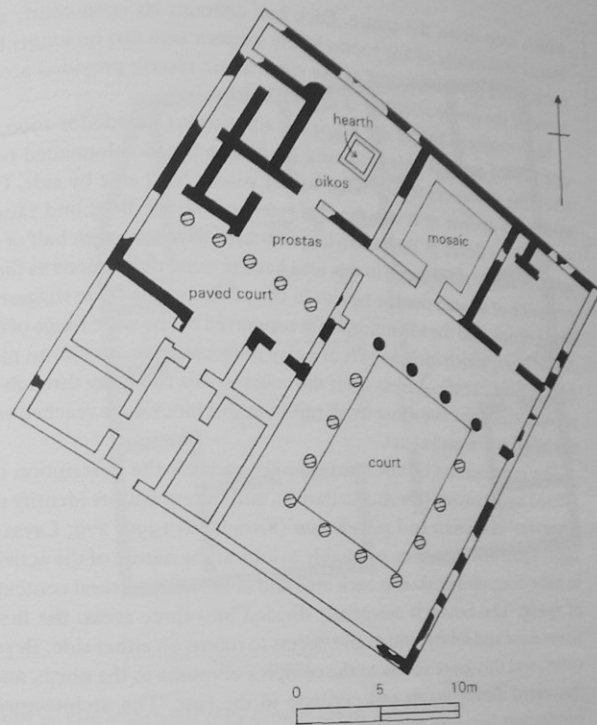 hearth
oikos
mosaic
prostas
paved court
court
0 5 10m